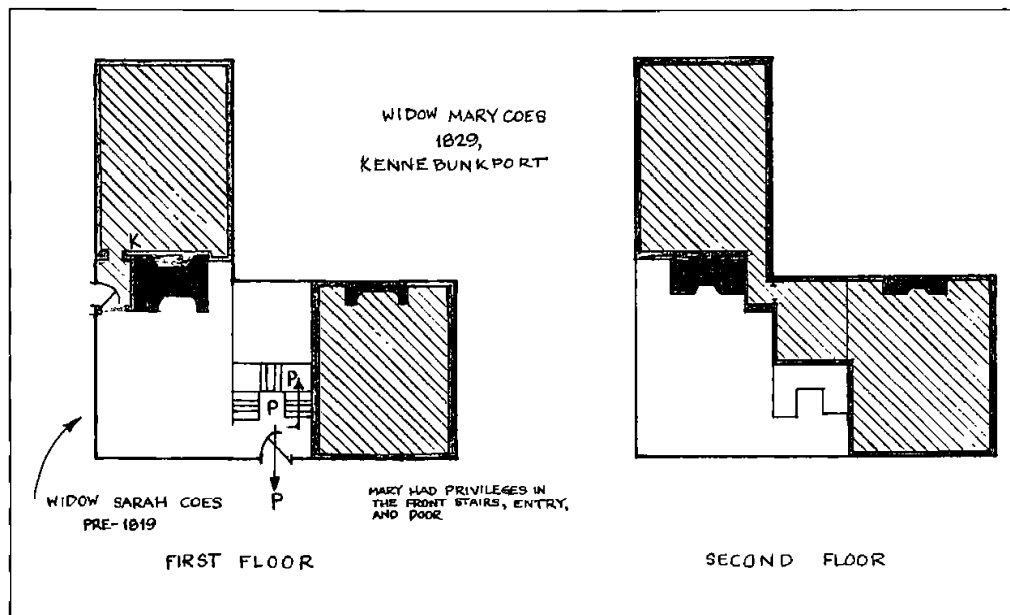 WIDOW MARY COES
1829,
KENNEBUNKPORT
K
P
P
P
WIDOW SARAH COES
PRE-1819
MARY HAD PRIVILEGES IN
THE FRONT STAIRS, ENTRY,
AND DOOR
FIRST FLOOR
SECOND FLOOR